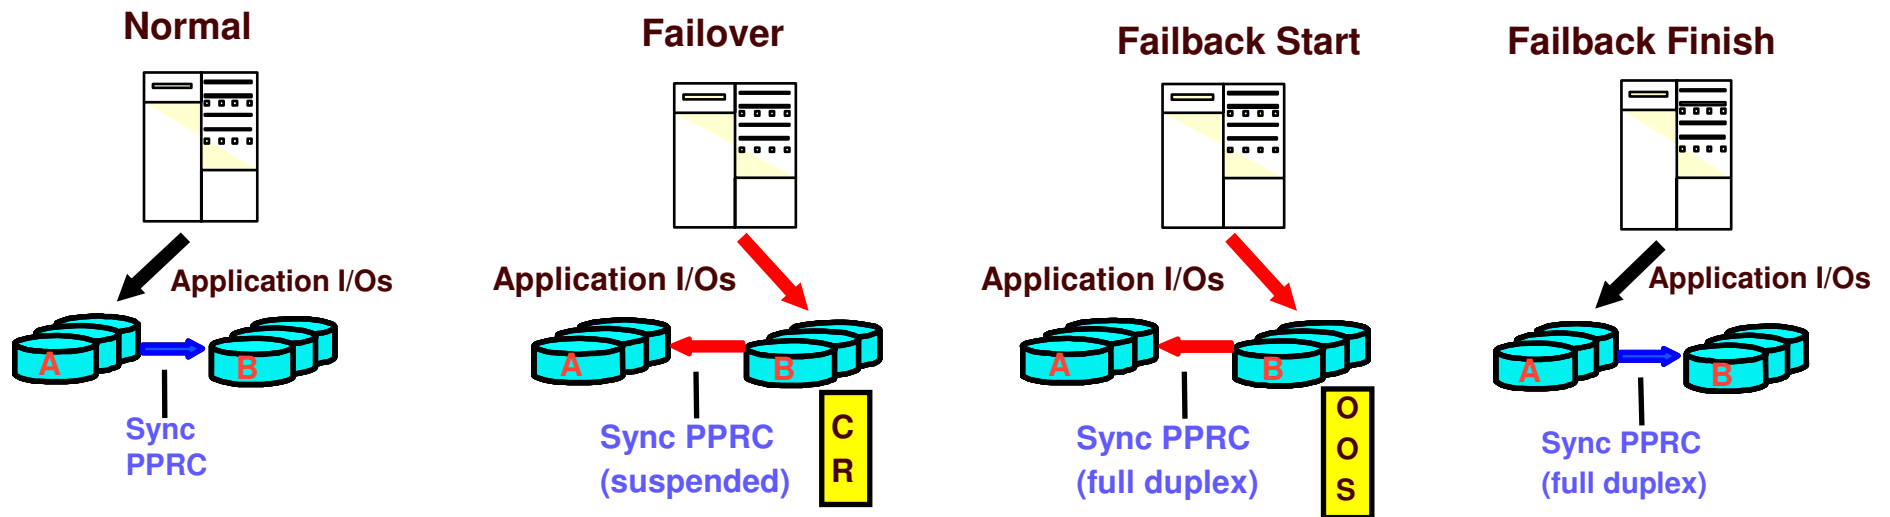 Normal
Application I/Os
A
B
Sync
PPRC
Failover
Application I/Os
A
B
Sync PPRC
(suspended)
C
R
Failback Start
Application I/Os
A
B
Sync PPRC
(full duplex)
O
O
S
Failback Finish
Application I/Os
A
B
Sync PPRC
(full duplex)